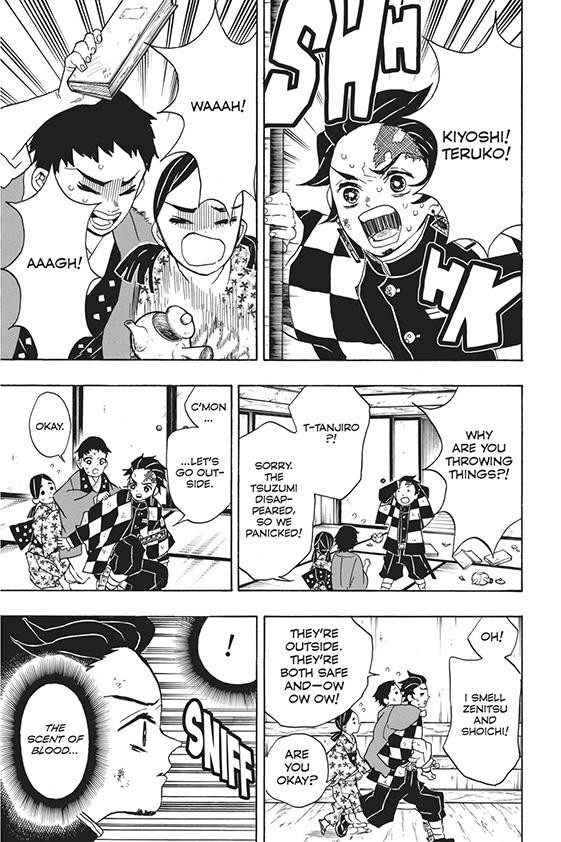 SHH
KIYOSHI!
TERUKO!
HK
WAAAH!
AAAGH!
WHY
ARE YOU
THROWING
THINGS?!
T-TANJIRO
?!
SORRY.
THE
TSUZUMI
DISAP-
PEARED,
SO WE
PANICKED!
C'MON
...
...LET'S
GO OUT-
SIDE.
OKAY.
OH!
I SMELL
ZENITSU
AND
SHOICHI!
THEY'RE
OUTSIDE.
THEY'RE
BOTH SAFE
AND—OW
OW OW!
ARE
YOU
OKAY?
!
SNIFF
THE
SCENT OF
BLOOD...